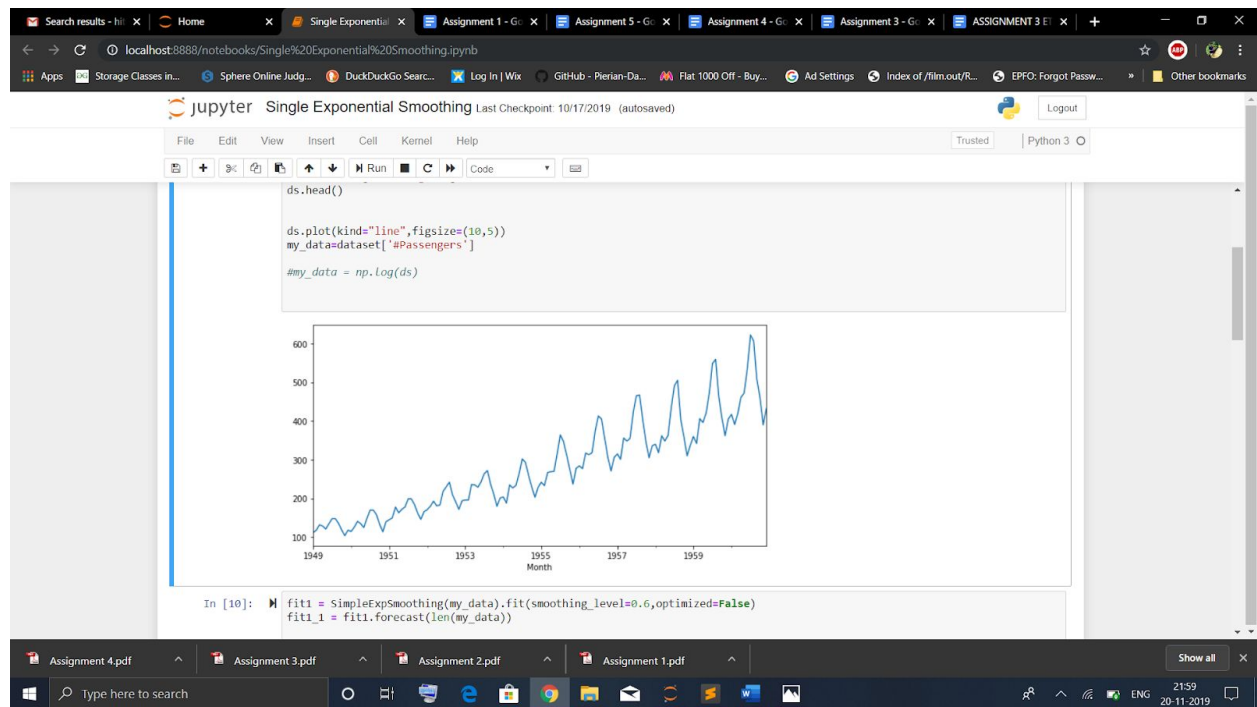 Search results - hit
Home
Single Exponential
Assignment 1 - Go
Assignment 5 - Go
Assignment 4 - Go
Assignment 3 - Go
ASSIGNMENT 3 ET
localhost:8888/notebooks/Single%20Exponential%20Smoothing.ipynb
ABP
Apps
Storage Classes in...
Sphere Online Judg...
DuckDuckGo Searc...
Log In | Wix
GitHub - Pierian-Da...
Flat 1000 Off - Buy...
Ad Settings
Index of /film.out/R...
EPFO: Forgot Passw...
»
Other bookmarks
jupyter Single Exponential Smoothing Last Checkpoint: 10/17/2019 (autosaved)
Logout
File Edit View Insert Cell Kernel Help
Trusted
Python 3
Run
Code
ds.head()
ds.plot(kind="line",figsize=(10,5))
my_data=dataset['#Passengers']
#my_data = np.log(ds)
600
500
400
300
200
100
1949 1951 1953 1955 1957 1959
Month
In [10]:
fit1 = SimpleExpSmoothing(my_data).fit(smoothing_level=0.6,optimized=False)
fit1_1 = fit1.forecast(len(my_data))
Assignment 4.pdf
Assignment 3.pdf
Assignment 2.pdf
Assignment 1.pdf
Show all
Type here to search
ENG
21:59
20-11-2019